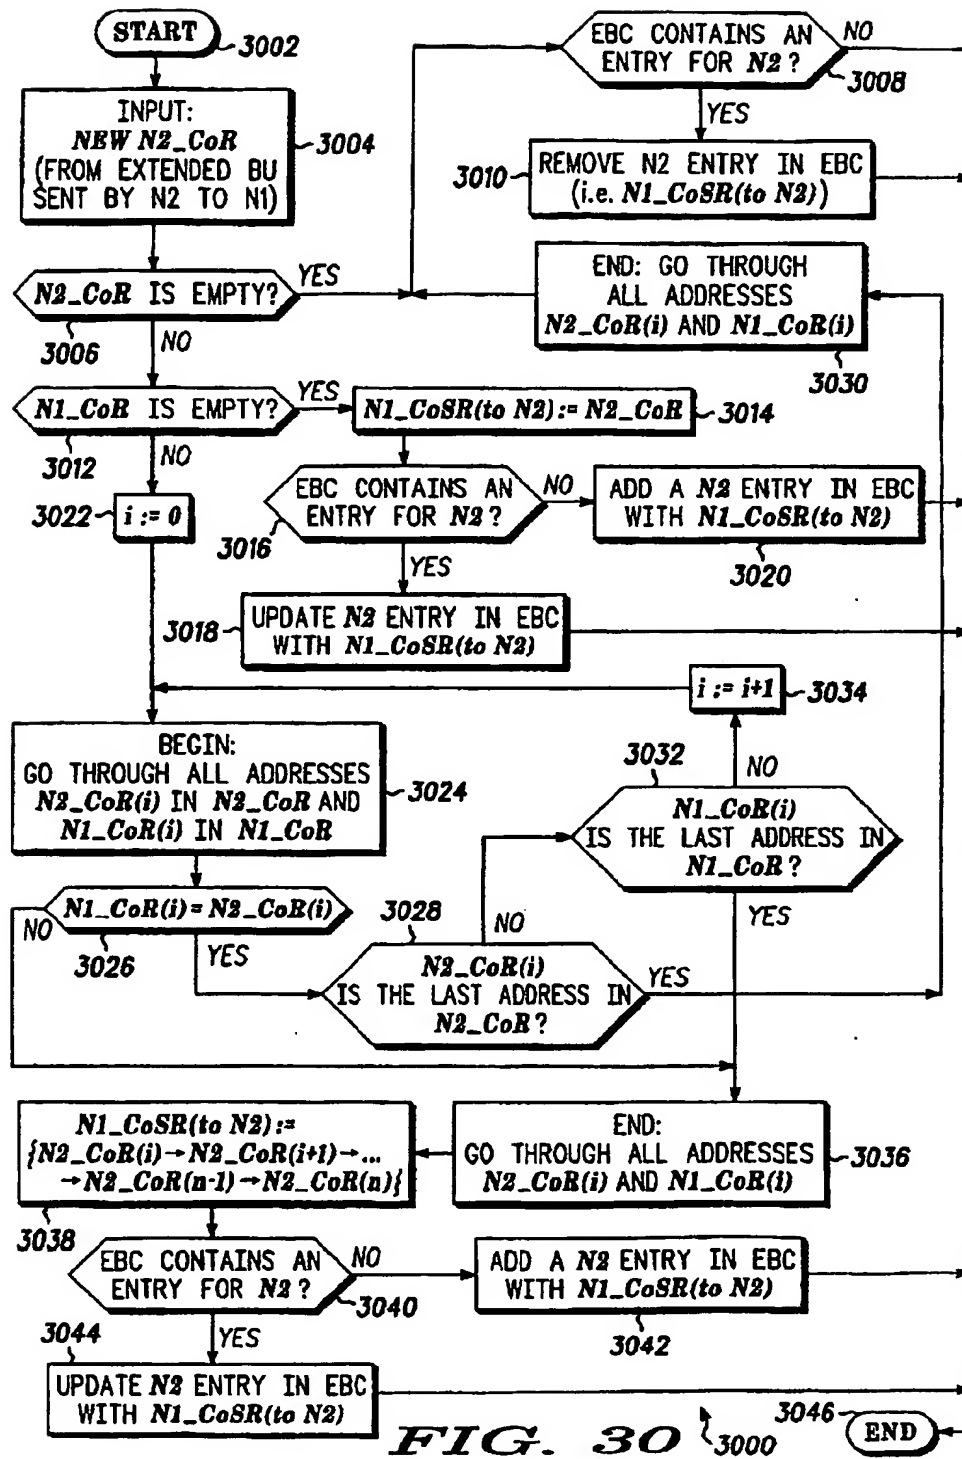 START
3002
INPUT:
NEW N2_CoR
(FROM EXTENDED BU
SENT BY N2 TO N1)
3004
N2_CoR IS EMPTY?
YES
3006
NO
EBC CONTAINS AN
ENTRY FOR N2?
NO
3008
YES
3010
REMOVE N2 ENTRY IN EBC
(i.e. N1_CoSR(to N2))
END: GO THROUGH
ALL ADDRESSES
N2_CoR(i) AND N1_CoR(i)
3030
N1_CoR IS EMPTY?
YES
3012
NO
N1_CoSR(to N2) := N2_CoR
3014
3022
i := 0
EBC CONTAINS AN
ENTRY FOR N2?
NO
3016
YES
ADD A N2 ENTRY IN EBC
WITH N1_CoSR(to N2)
3020
3018
UPDATE N2 ENTRY IN EBC
WITH N1_CoSR(to N2)
i := i+1
3034
BEGIN:
GO THROUGH ALL ADDRESSES
N2_CoR(i) IN N2_CoR AND
N1_CoR(i) IN N1_CoR
3024
3032
NO
N1_CoR(i)
IS THE LAST ADDRESS IN
N1_CoR?
YES
N1_CoR(i) = N2_CoR(i)
NO
3026
YES
3028
NO
N2_CoR(i)
IS THE LAST ADDRESS IN
N2_CoR?
YES
N1_CoSR(to N2) :=
{N2_CoR(i)→N2_CoR(i+1)→...
→N2_CoR(n-1)→N2_CoR(n){
3038
END:
GO THROUGH ALL ADDRESSES
N2_CoR(i) AND N1_CoR(i)
3036
EBC CONTAINS AN
ENTRY FOR N2?
NO
3040
YES
ADD A N2 ENTRY IN EBC
WITH N1_CoSR(to N2)
3042
3044
UPDATE N2 ENTRY IN EBC
WITH N1_CoSR(to N2)
FIG. 30
3000
3046
END